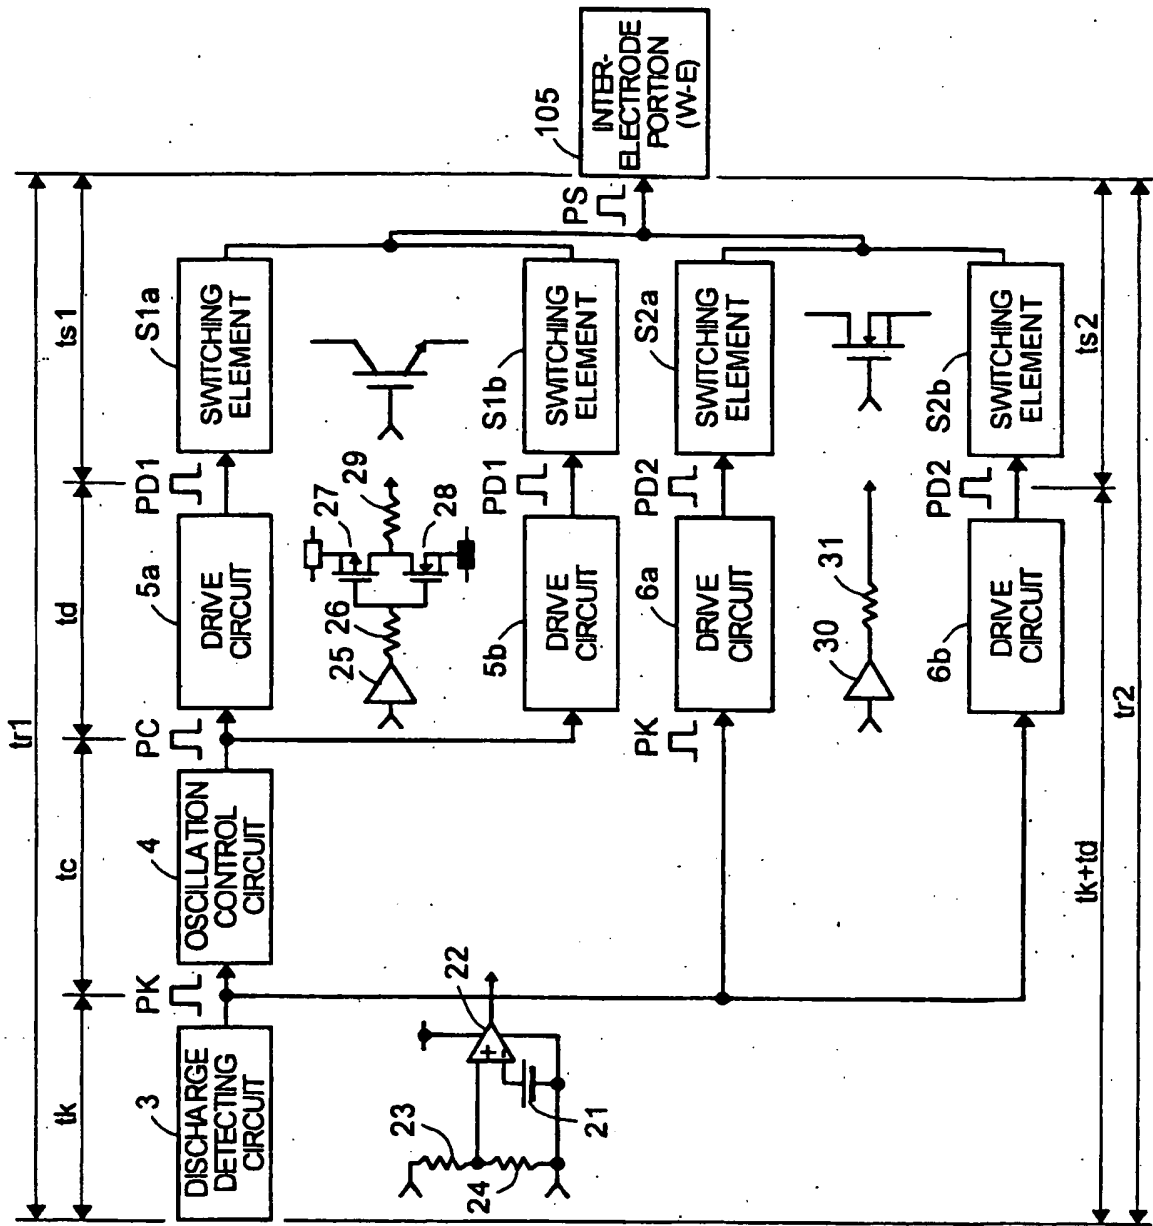 tr1
tk
tc
td
ts1
3
DISCHARGE
DETECTING
CIRCUIT
PK
4
OSCILLATION
CONTROL
CIRCUIT
PC
5a
DRIVE
CIRCUIT
PD1
S1a
SWITCHING
ELEMENT
25
26
27
28
29
5b
DRIVE
CIRCUIT
PD1
S1b
SWITCHING
ELEMENT
PS
105
INTER-
ELECTRODE
PORTION
(W-E)
23
24
21
22
PK
6a
DRIVE
CIRCUIT
PD2
S2a
SWITCHING
ELEMENT
30
31
6b
DRIVE
CIRCUIT
PD2
S2b
SWITCHING
ELEMENT
tk+td
ts2
tr2